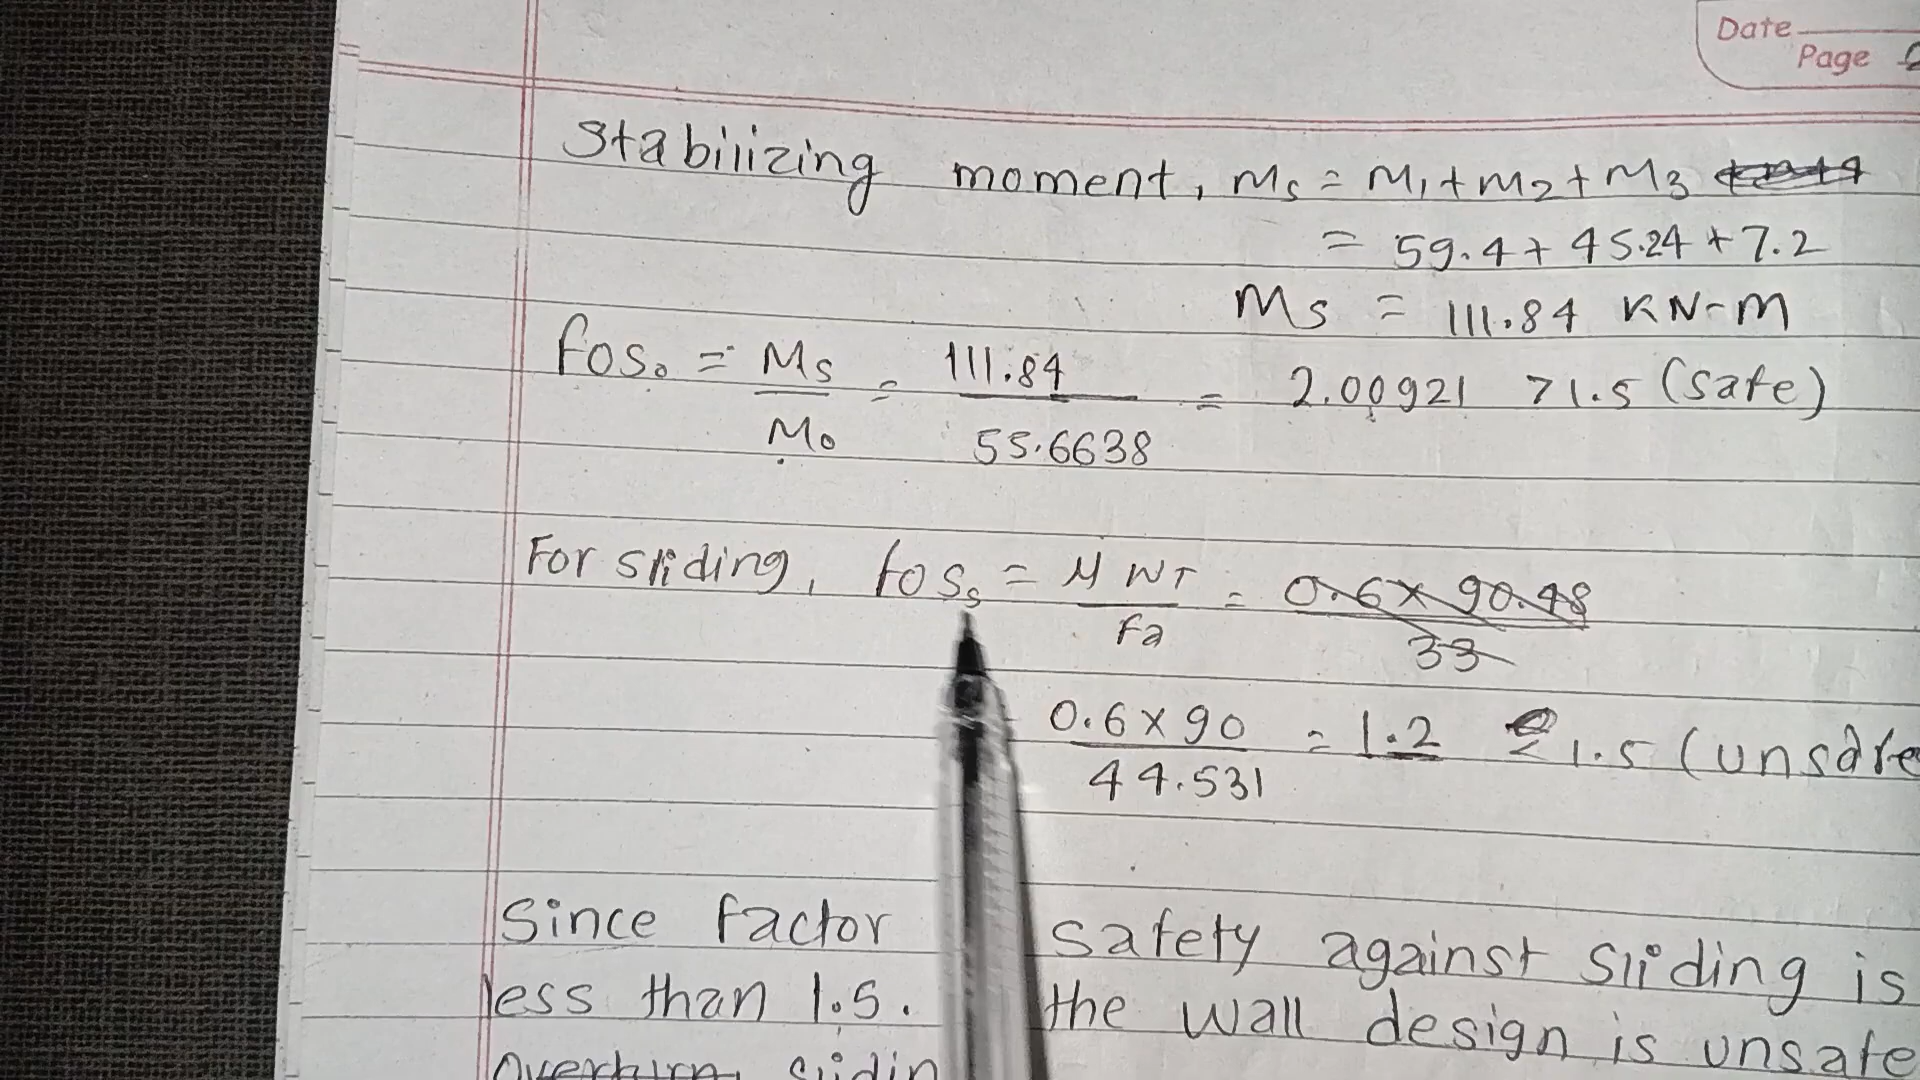 Date
Page
Stabilizing moment, Ms = M1 + M2 + M3
= 59.4 + 45.24 + 7.2
Ms = 111.84 KN-M
fos₀ = Ms/Mo = 111.84/55.6638 = 2.00921 > 1.5 (safe)
For sliding, fosₛ = μ WT/Fa = 0.6 × 90.48/33
0.6 × 90/44.531 = 1.2 < 1.5 (unsafe
Since factor safety against sliding is
less than 1.5. the wall design is unsafe
overturn,